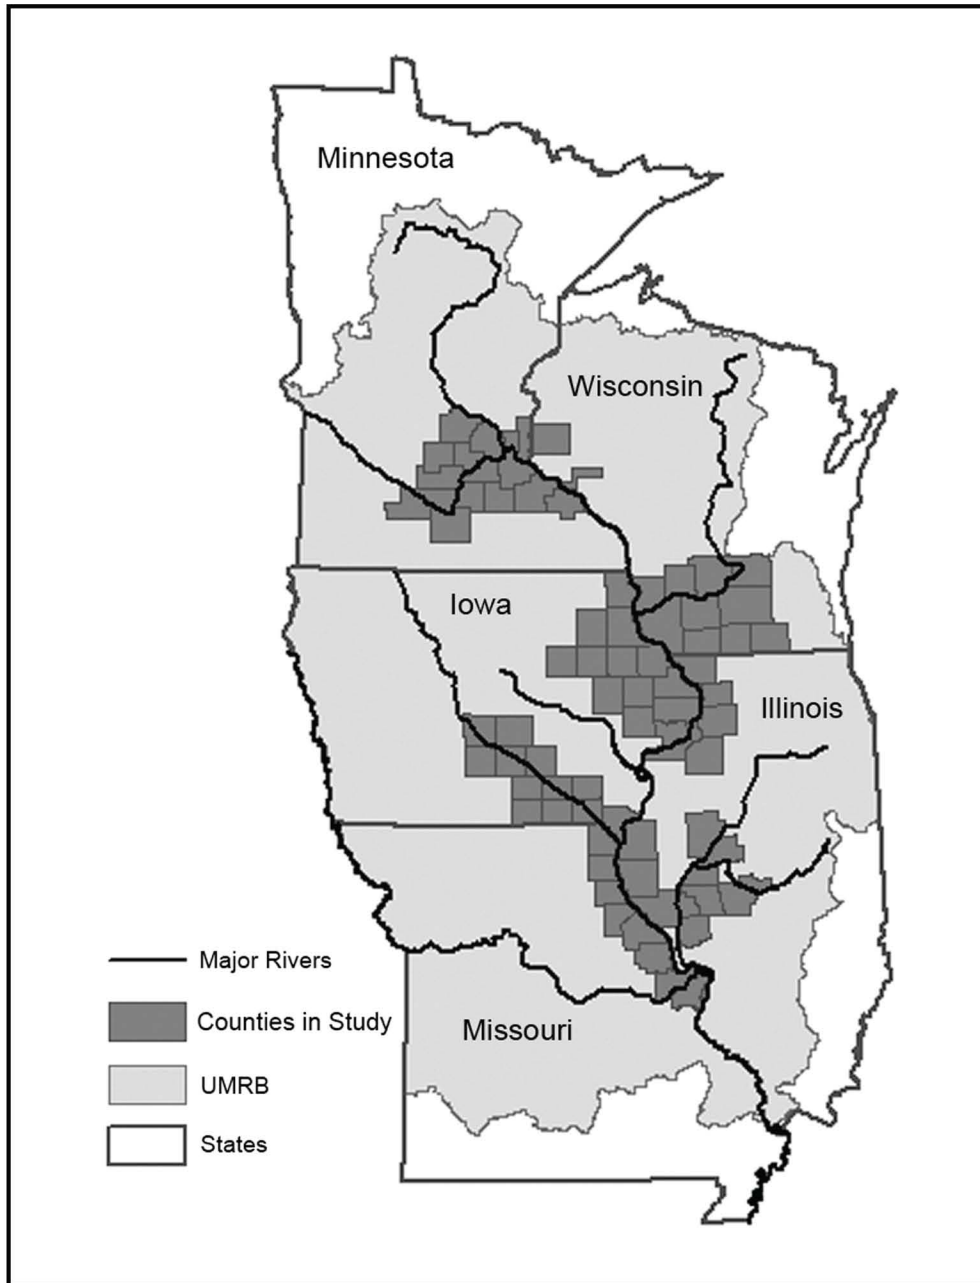 Minnesota
Wisconsin
Iowa
Illinois
Major Rivers
Counties in Study
Missouri
UMRB
States